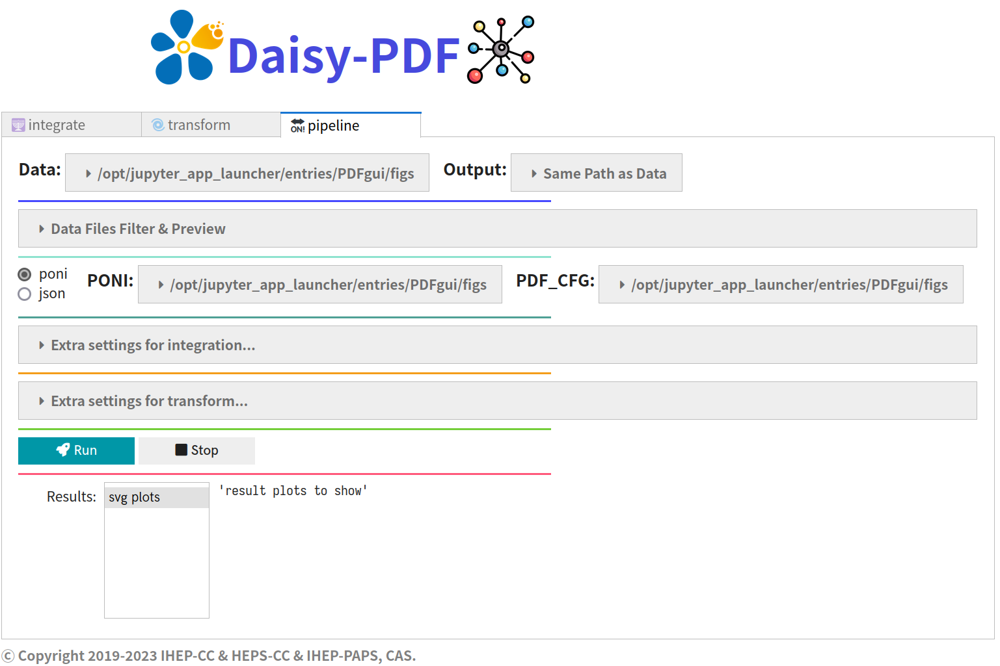 Daisy-PDF
integrate
transform
ON! pipeline
Data: /opt/jupyter_app_launcher/entries/PDFgui/figs Output: Same Path as Data
Data Files Filter & Preview
poni
json
PONI: /opt/jupyter_app_launcher/entries/PDFgui/figs PDF_CFG: /opt/jupyter_app_launcher/entries/PDFgui/figs
Extra settings for integration...
Extra settings for transform...
Run
Stop
Results: svg plots 'result plots to show'
© Copyright 2019-2023 IHEP-CC & HEPS-CC & IHEP-PAPS, CAS.